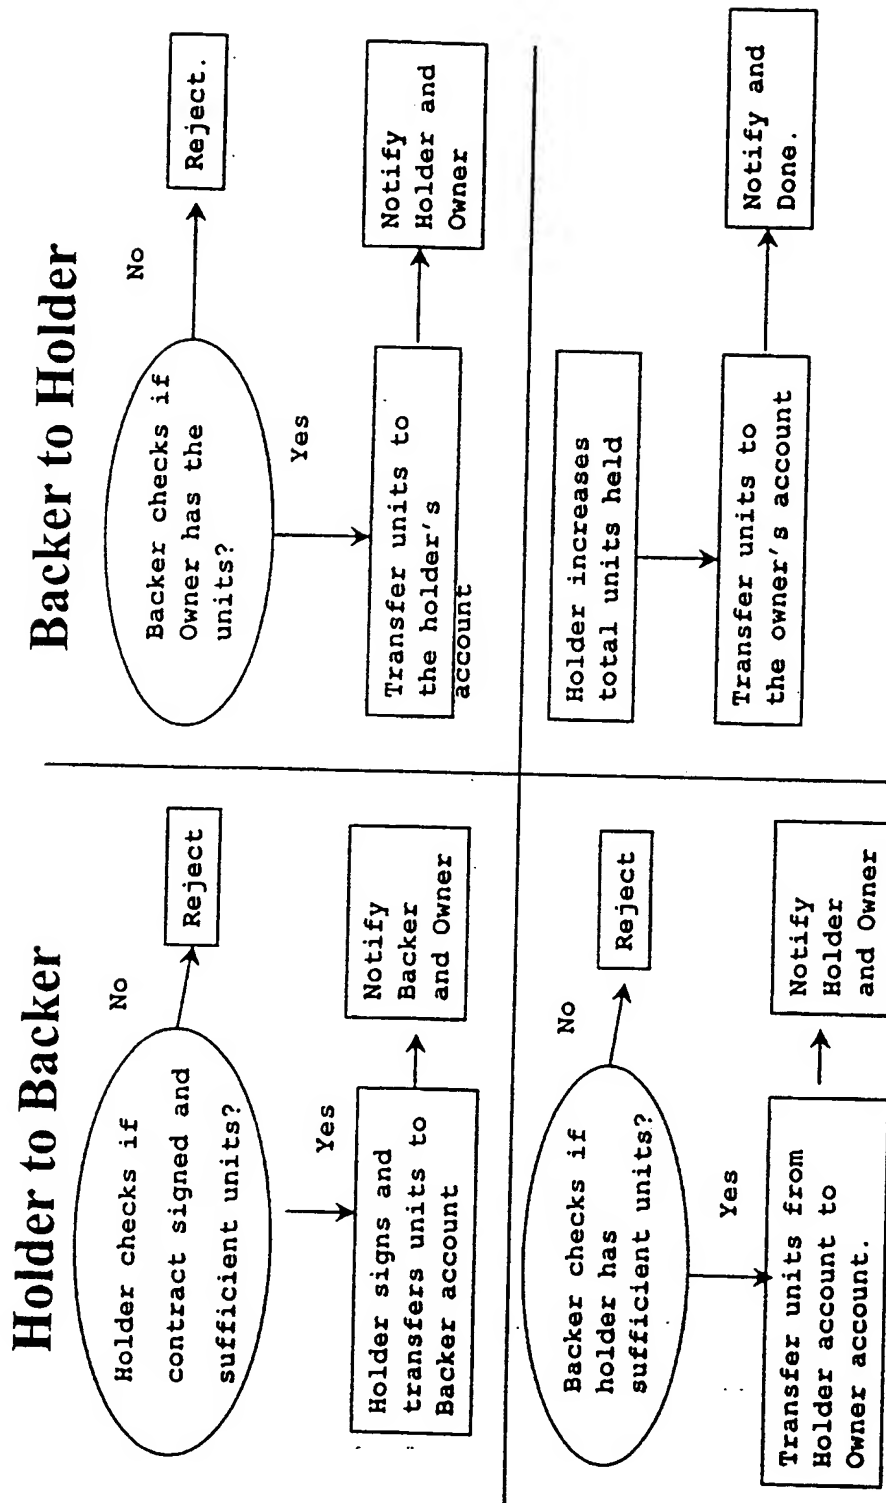 Holder to Backer
Holder checks if
contract signed and
sufficient units?
No
Reject
Yes
Holder signs and
transfers units to
Backer account
Notify
Backer
and Owner
Backer checks if
holder has
sufficient units?
No
Reject
Yes
Transfer units from
Holder account to
Owner account.
Notify
Holder
and Owner
Backer to Holder
Backer checks if
Owner has the
units?
No
Reject.
Yes
Transfer units to
the holder's
account
Notify
Holder and
Owner
Holder increases
total units held
Transfer units to
the owner's account
Notify and
Done.